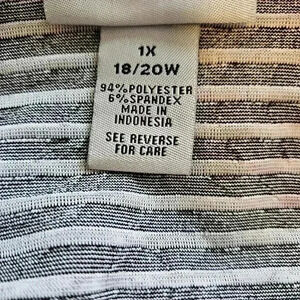 1X
18/20W
94% POLYESTER
6% SPANDEX
MADE IN
INDONESIA
SEE REVERSE
FOR CARE